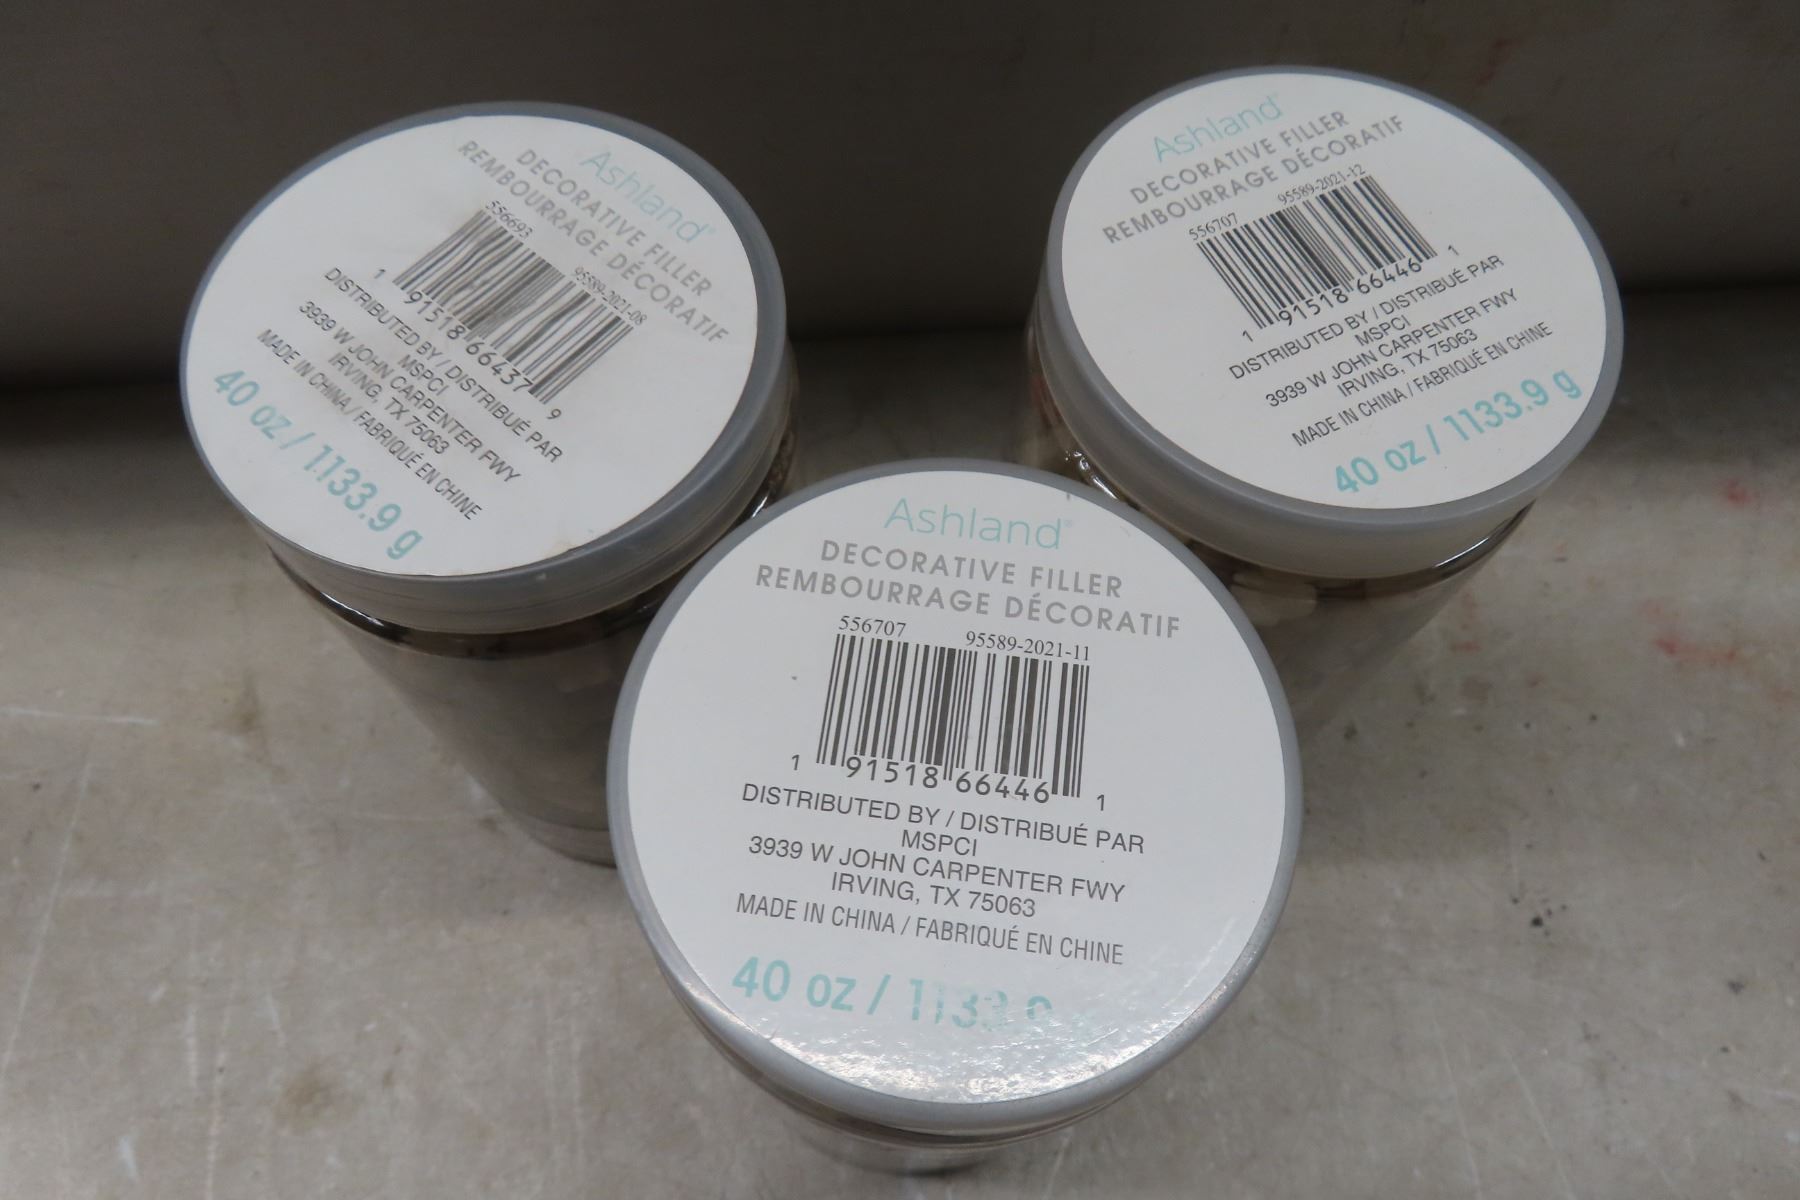 Ashland®
DECORATIVE FILLER
REMBOURRAGE DÉCORATIF
556693 95589-2021-08
1 91518 66437 9
DISTRIBUTED BY / DISTRIBUÉ PAR
MSPCI
3939 W JOHN CARPENTER FWY
IRVING, TX 75063
MADE IN CHINA / FABRIQUÉ EN CHINE
40 oz / 1133.9 g
Ashland®
DECORATIVE FILLER
REMBOURRAGE DÉCORATIF
556707 95589-2021-12
1 91518 66446 1
DISTRIBUTED BY / DISTRIBUÉ PAR
MSPCI
3939 W JOHN CARPENTER FWY
IRVING, TX 75063
MADE IN CHINA / FABRIQUÉ EN CHINE
40 oz / 1133.9 g
Ashland®
DECORATIVE FILLER
REMBOURRAGE DÉCORATIF
556707 95589-2021-11
1 91518 66446 1
DISTRIBUTED BY / DISTRIBUÉ PAR
MSPCI
3939 W JOHN CARPENTER FWY
IRVING, TX 75063
MADE IN CHINA / FABRIQUÉ EN CHINE
40 oz / 1133.9